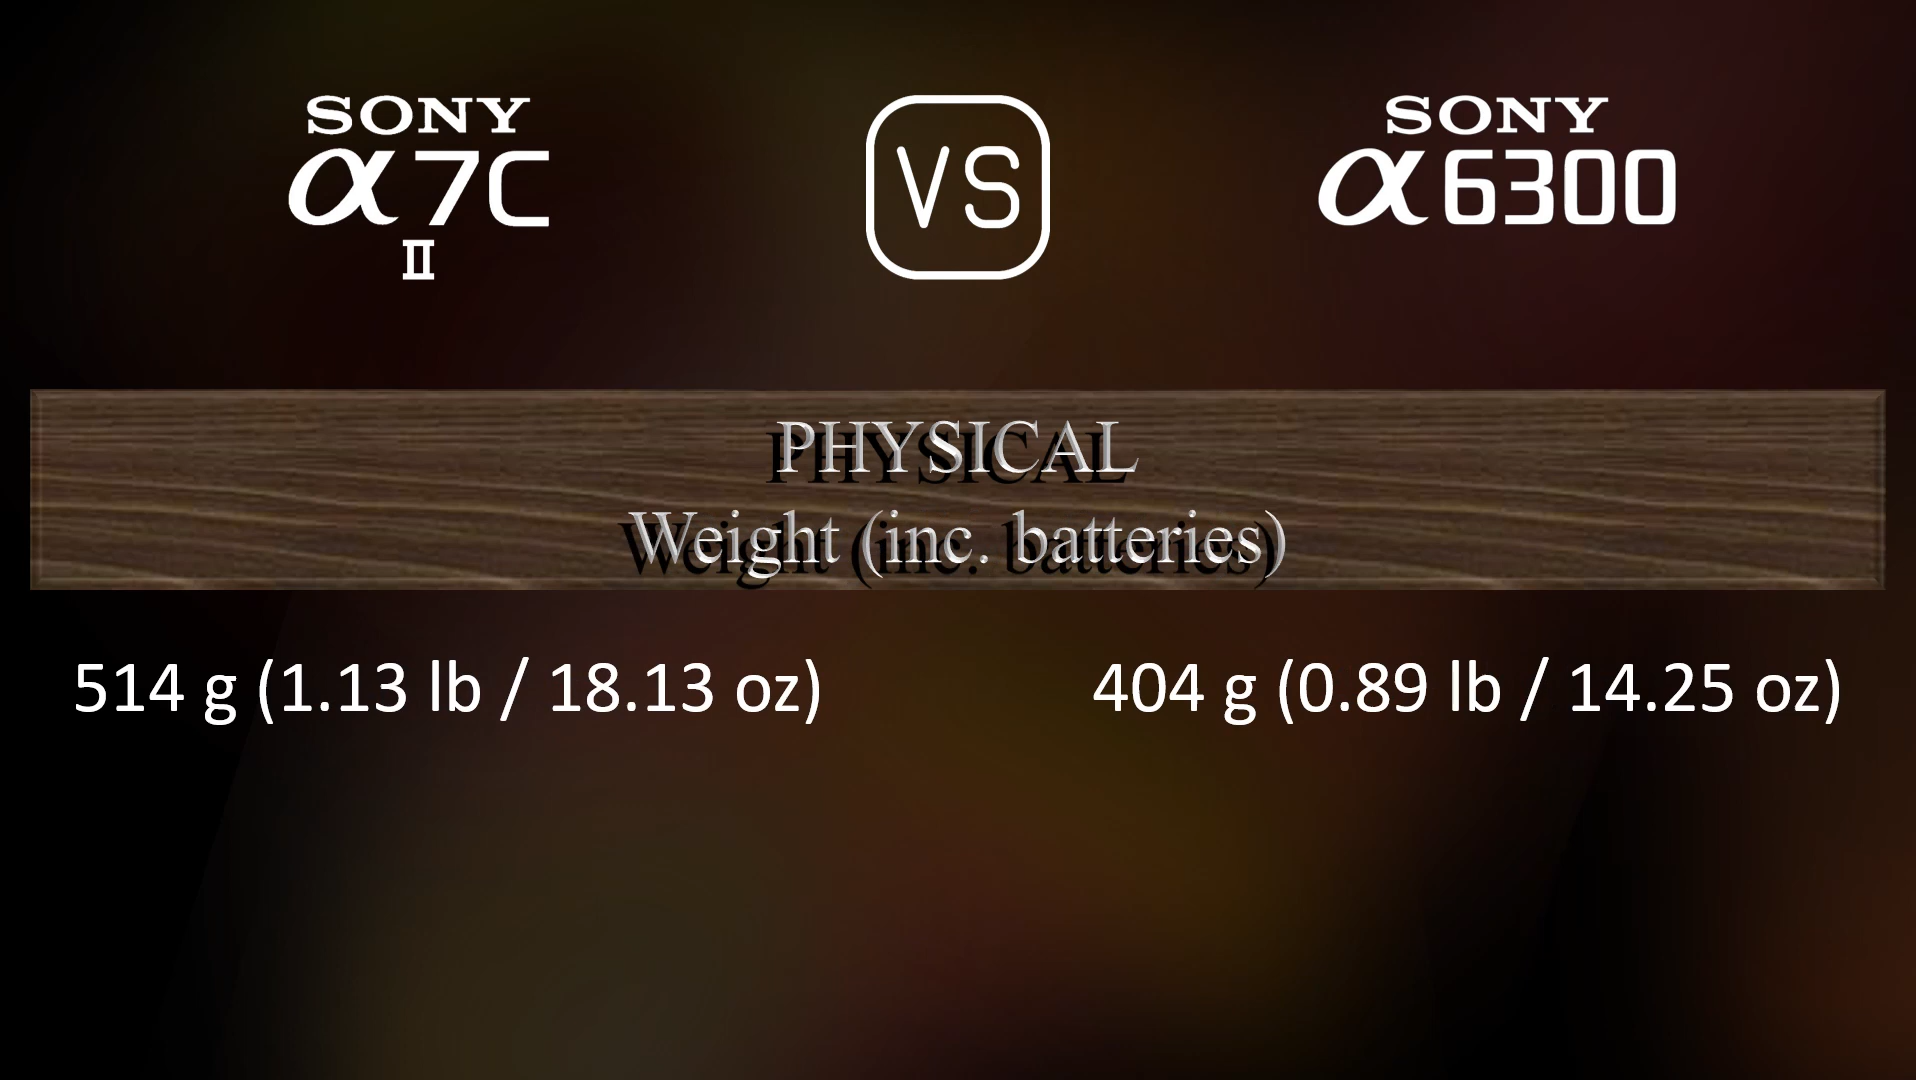 SONY
α7C
II
VS
SONY
α6300
PHYSICAL
Weight (inc. batteries)
514 g (1.13 lb / 18.13 oz)
404 g (0.89 lb / 14.25 oz)